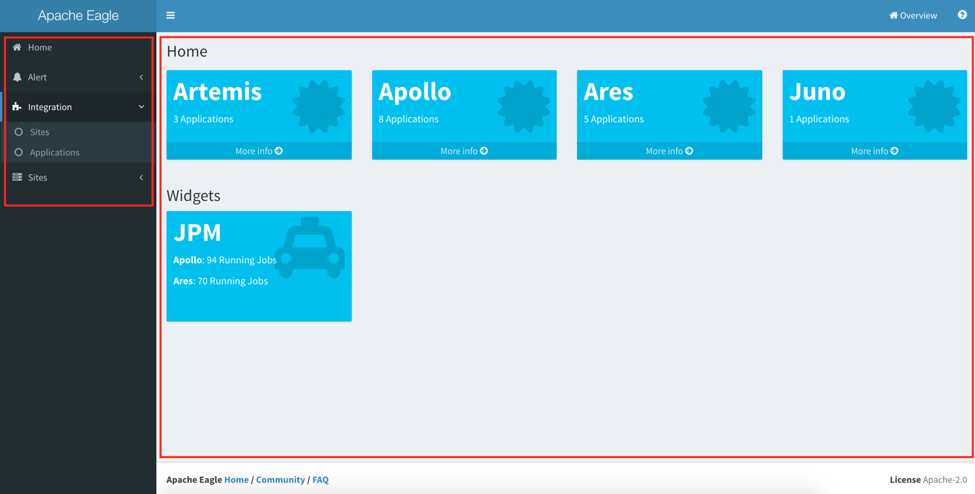 Apache Eagle
Overview
Home
Alert
Integration
Sites
Applications
Sites
Home
Artemis
3 Applications
More info
Apollo
8 Applications
More info
Ares
5 Applications
More info
Juno
1 Applications
More info
Widgets
JPM
Apollo: 94 Running Jobs
Ares: 70 Running Jobs
Apache Eagle Home / Community / FAQ
License Apache-2.0